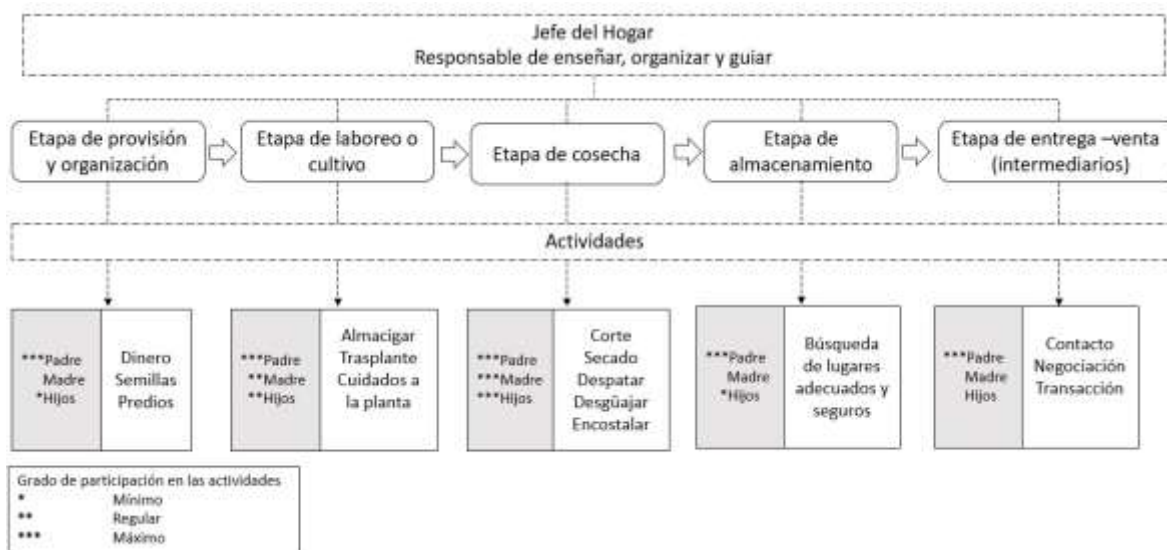 Jefe del Hogar
Responsable de enseñar, organizar y guiar
Etapa de provisión
y organización
Etapa de laboreo o
cultivo
Etapa de cosecha
Etapa de
almacenamiento
Etapa de entrega –venta
(intermediarios)
Actividades
***Padre
Madre
*Hijos
Dinero
Semillas
Predios
***Padre
**Madre
**Hijos
Almacigar
Trasplante
Cuidados a
la planta
***Padre
***Madre
***Hijos
Corte
Secado
Despatar
Desgüajar
Encostalar
***Padre
Madre
*Hijos
Búsqueda
de lugares
adecuados y
seguros
***Padre
Madre
Hijos
Contacto
Negociación
Transacción
Grado de participación en las actividades
* Mínimo
** Regular
*** Máximo